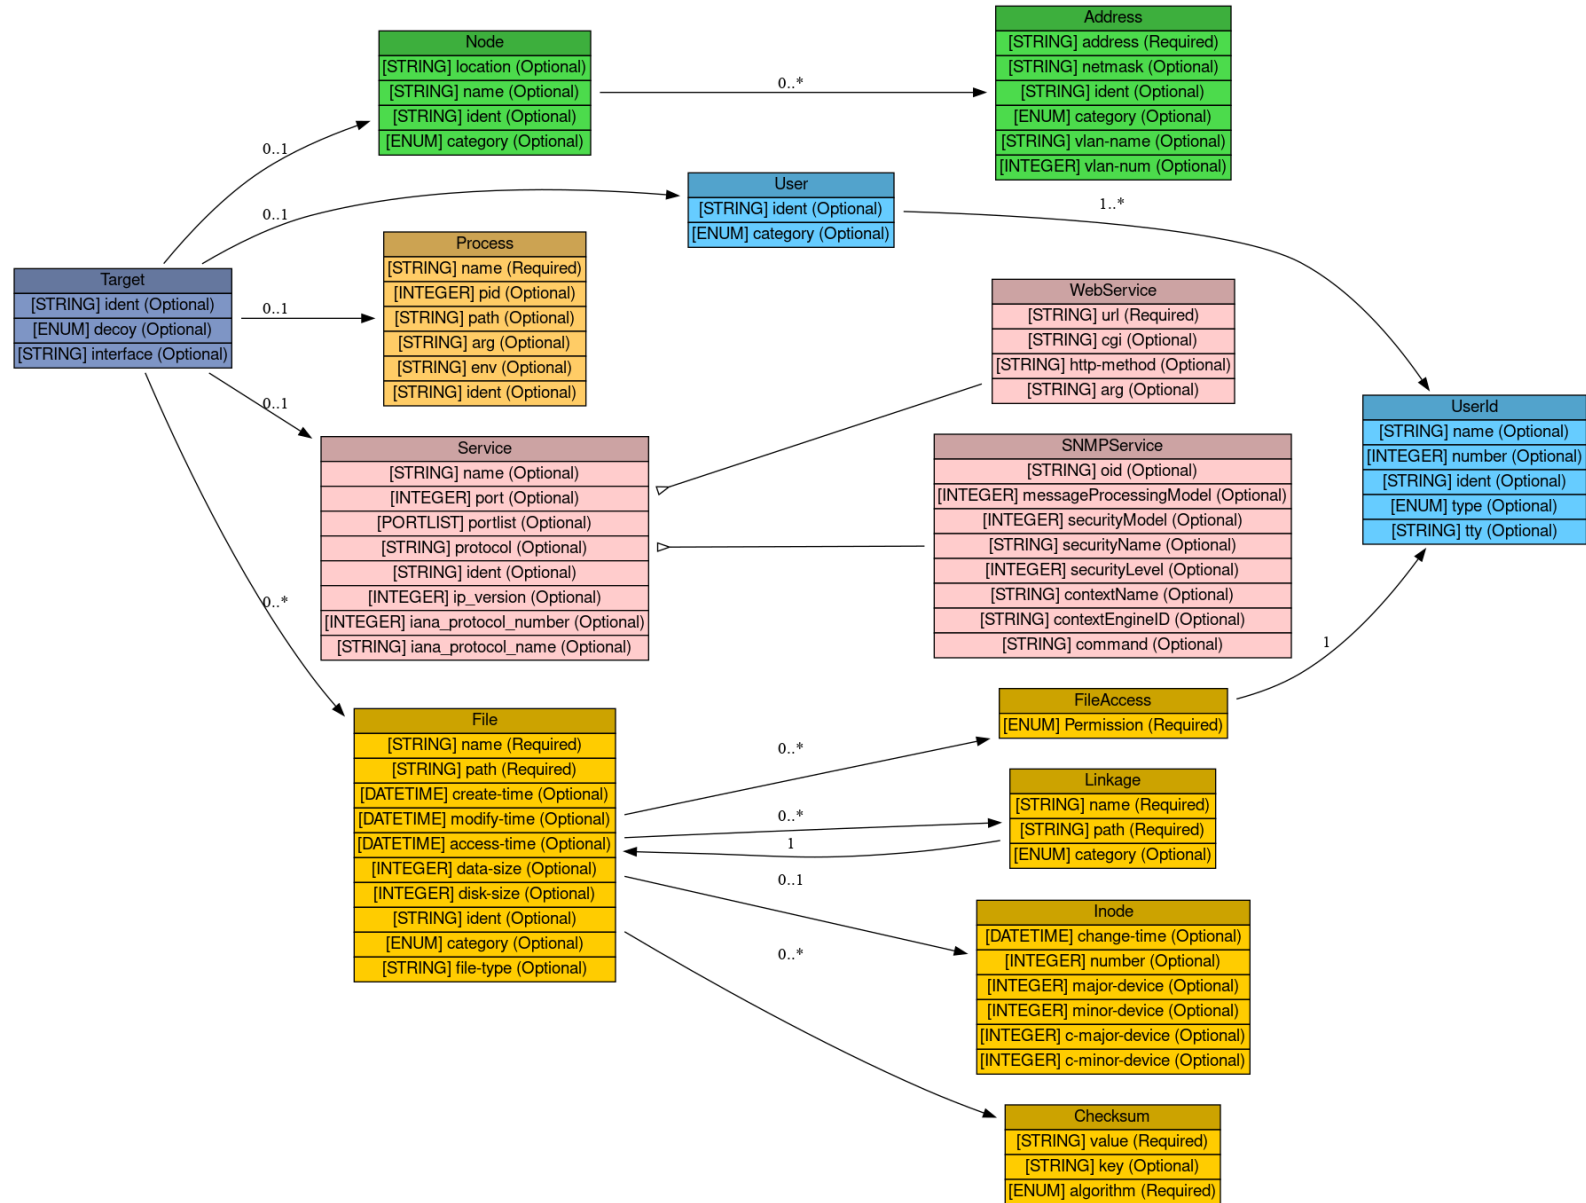 Node
[STRING] location (Optional)
[STRING] name (Optional)
[STRING] ident (Optional)
[ENUM] category (Optional)
Address
[STRING] address (Required)
[STRING] netmask (Optional)
[STRING] ident (Optional)
[ENUM] category (Optional)
[STRING] vlan-name (Optional)
[INTEGER] vlan-num (Optional)
0..*
0..1
User
[STRING] ident (Optional)
[ENUM] category (Optional)
1..*
0..1
Process
[STRING] name (Required)
[INTEGER] pid (Optional)
[STRING] path (Optional)
[STRING] arg (Optional)
[STRING] env (Optional)
[STRING] ident (Optional)
Target
[STRING] ident (Optional)
[ENUM] decoy (Optional)
[STRING] interface (Optional)
0..1
WebService
[STRING] url (Required)
[STRING] cgi (Optional)
[STRING] http-method (Optional)
[STRING] arg (Optional)
UserId
[STRING] name (Optional)
[INTEGER] number (Optional)
[STRING] ident (Optional)
[ENUM] type (Optional)
[STRING] tty (Optional)
0..1
Service
[STRING] name (Optional)
[INTEGER] port (Optional)
[PORTLIST] portlist (Optional)
[STRING] protocol (Optional)
[STRING] ident (Optional)
[INTEGER] ip_version (Optional)
[INTEGER] iana_protocol_number (Optional)
[STRING] iana_protocol_name (Optional)
SNMPService
[STRING] oid (Optional)
[INTEGER] messageProcessingModel (Optional)
[INTEGER] securityModel (Optional)
[STRING] securityName (Optional)
[INTEGER] securityLevel (Optional)
[STRING] contextName (Optional)
[STRING] contextEngineID (Optional)
[STRING] command (Optional)
0..*
1
File
[STRING] name (Required)
[STRING] path (Required)
[DATETIME] create-time (Optional)
[DATETIME] modify-time (Optional)
[DATETIME] access-time (Optional)
[INTEGER] data-size (Optional)
[INTEGER] disk-size (Optional)
[STRING] ident (Optional)
[ENUM] category (Optional)
[STRING] file-type (Optional)
FileAccess
[ENUM] Permission (Required)
0..*
Linkage
[STRING] name (Required)
[STRING] path (Required)
[ENUM] category (Optional)
0..*
1
0..1
Inode
[DATETIME] change-time (Optional)
[INTEGER] number (Optional)
[INTEGER] major-device (Optional)
[INTEGER] minor-device (Optional)
[INTEGER] c-major-device (Optional)
[INTEGER] c-minor-device (Optional)
0..*
Checksum
[STRING] value (Required)
[STRING] key (Optional)
[ENUM] algorithm (Required)